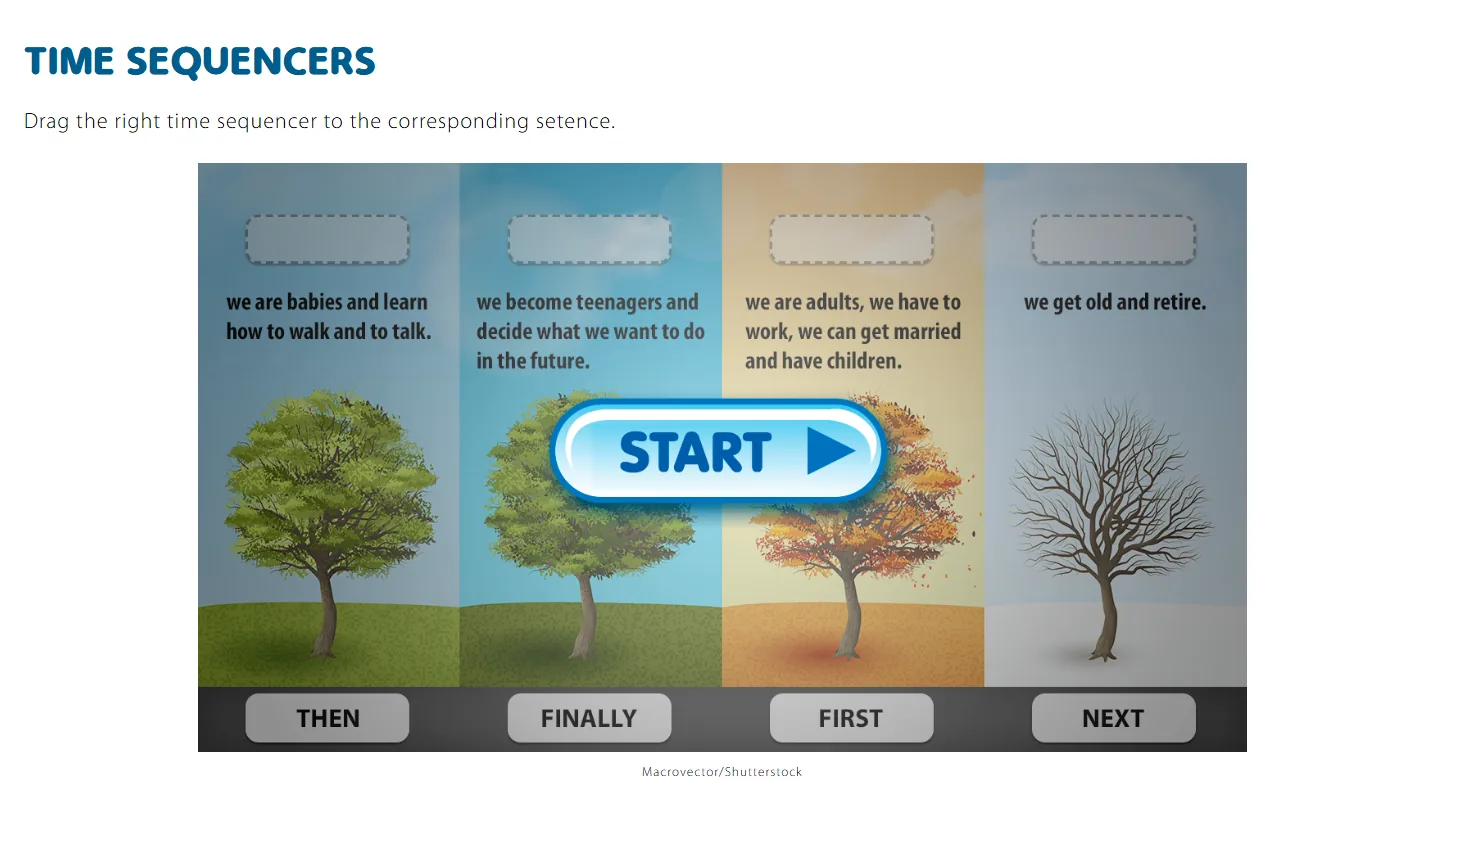 TIME SEQUENCERS
Drag the right time sequencer to the corresponding setence.
we are babies and learn
how to walk and to talk.
we become teenagers and
decide what we want to do
in the future.
we are adults, we have to
work, we can get married
and have children.
we get old and retire.
START
THEN
FINALLY
FIRST
NEXT
Macrovector/Shutterstock